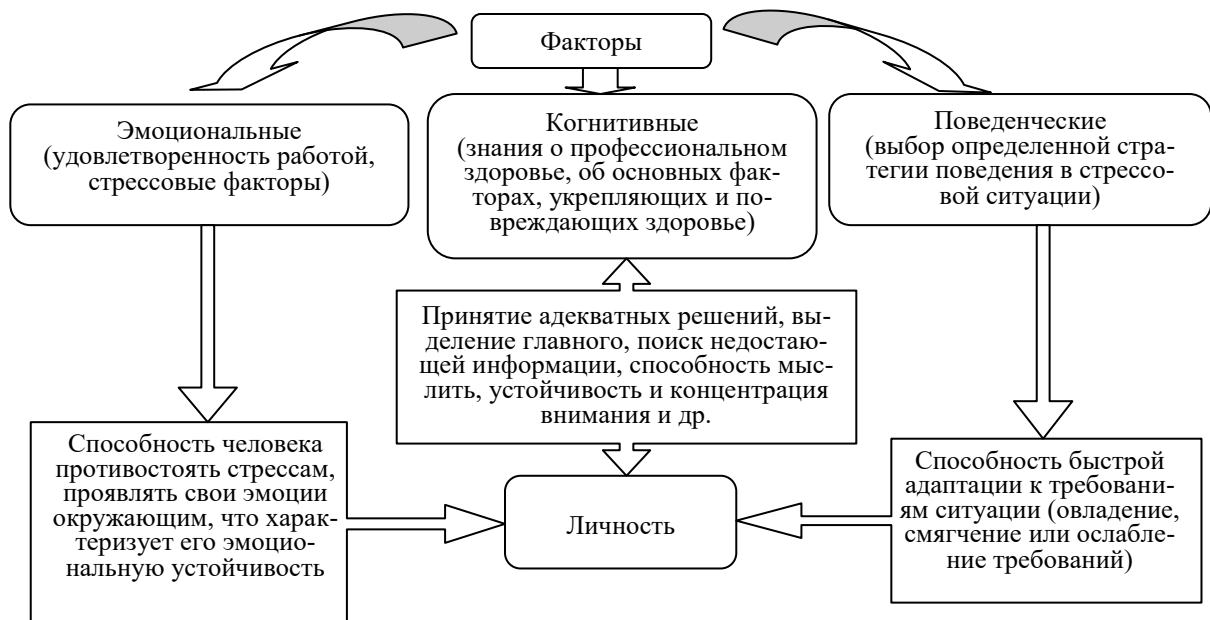 Факторы
Эмоциональные
(удовлетворенность работой,
стрессовые факторы)
Когнитивные
(знания о профессиональном
здоровье, об основных фак-
торах, укрепляющих и по-
вреждающих здоровье)
Поведенческие
(выбор определенной стра-
тегии поведения в стрессо-
вой ситуации)
Принятие адекватных решений, вы-
деление главного, поиск недостаю-
щей информации, способность мыс-
лить, устойчивость и концентрация
внимания и др.
Способность человека
противостоять стрессам,
проявлять свои эмоции
окружающим, что харак-
теризует его эмоцио-
нальную устойчивость
Личность
Способность быстрой
адаптации к требовани-
ям ситуации (овладение,
смягчение или ослабле-
ние требований)